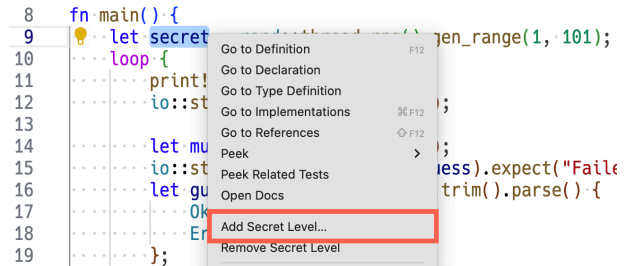 8 fn main() {
9 let secret gen_range(1, 101);
10 loop {
11 print!
12 io::st );
13
14 let mu );
15 io::st uess).expect("Faile
16 let gu trim().parse() {
17 Ok
18 Er
19 };
Go to Definition F12
Go to Declaration
Go to Type Definition
Go to Implementations ⌘F12
Go to References ⇧F12
Peek
Peek Related Tests
Open Docs
Add Secret Level...
Remove Secret Level